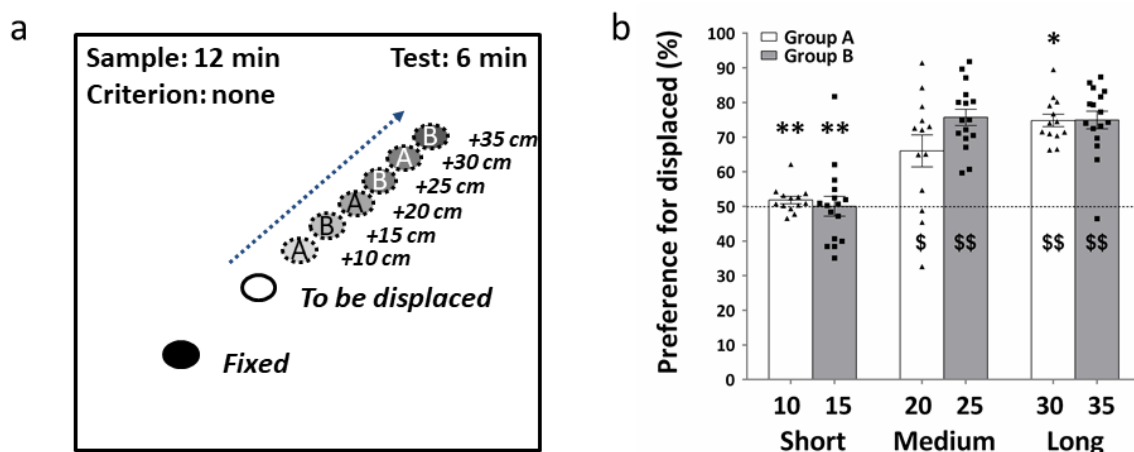 a
Sample: 12 min
Test: 6 min
Criterion: none
B
+35 cm
A
+30 cm
B
+25 cm
A
+20 cm
B
+15 cm
A
+10 cm
To be displaced
Fixed
b
Preference for displaced (%)
100
90
80
70
60
50
40
30
20
10
0
Group A
Group B
** ** *
$ $$ $$ $$
10 15 20 25 30 35
Short Medium Long